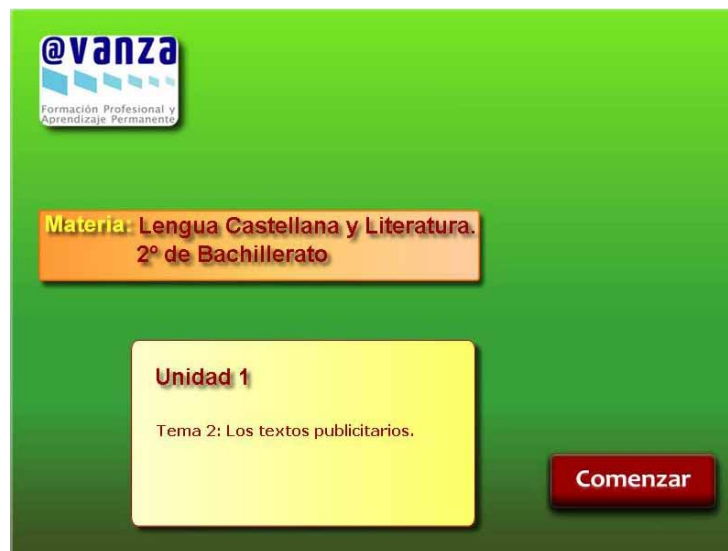 @vanza
Formación Profesional y
Aprendizaje Permanente
Materia: Lengua Castellana y Literatura.
2º de Bachillerato
Unidad 1
Tema 2: Los textos publicitarios.
Comenzar